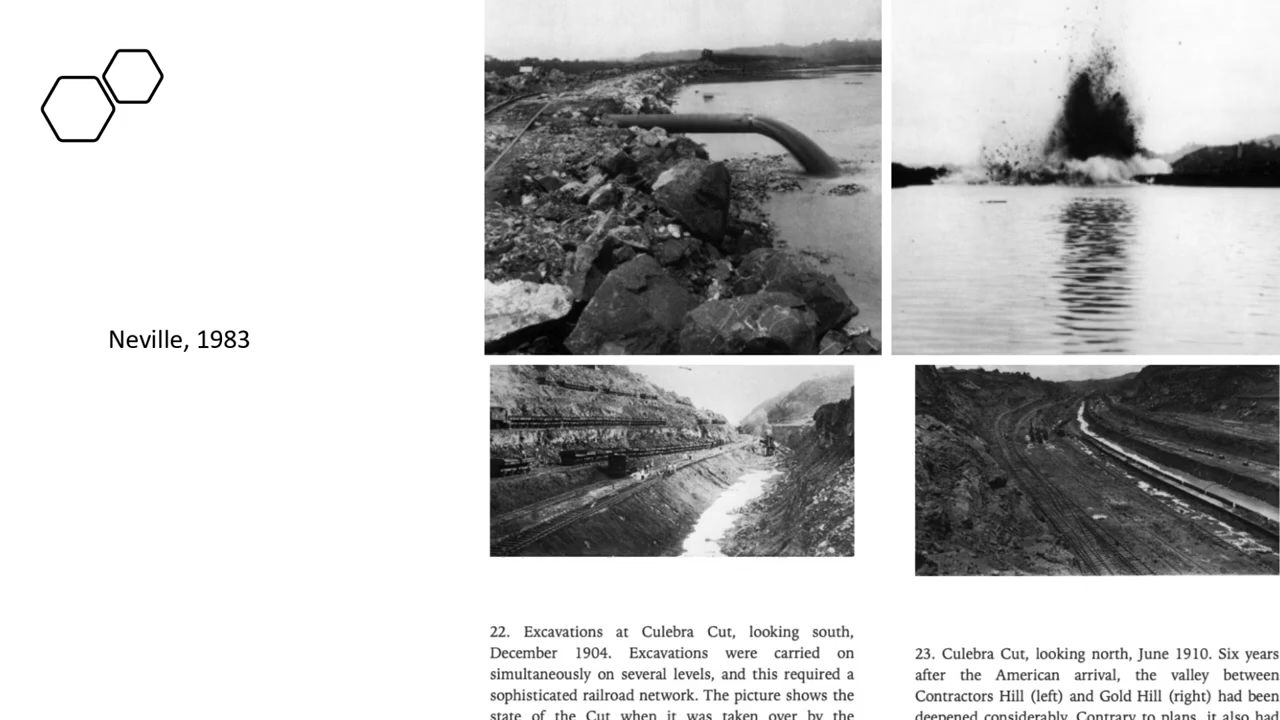 Neville, 1983
22. Excavations at Culebra Cut, looking south,
December 1904. Excavations were carried on
simultaneously on several levels, and this required a
sophisticated railroad network. The picture shows the
state of the Cut when it was taken over by the
23. Culebra Cut, looking north, June 1910. Six years
after the American arrival, the valley between
Contractors Hill (left) and Gold Hill (right) had been
deepened considerably. Contrary to plans, it also had